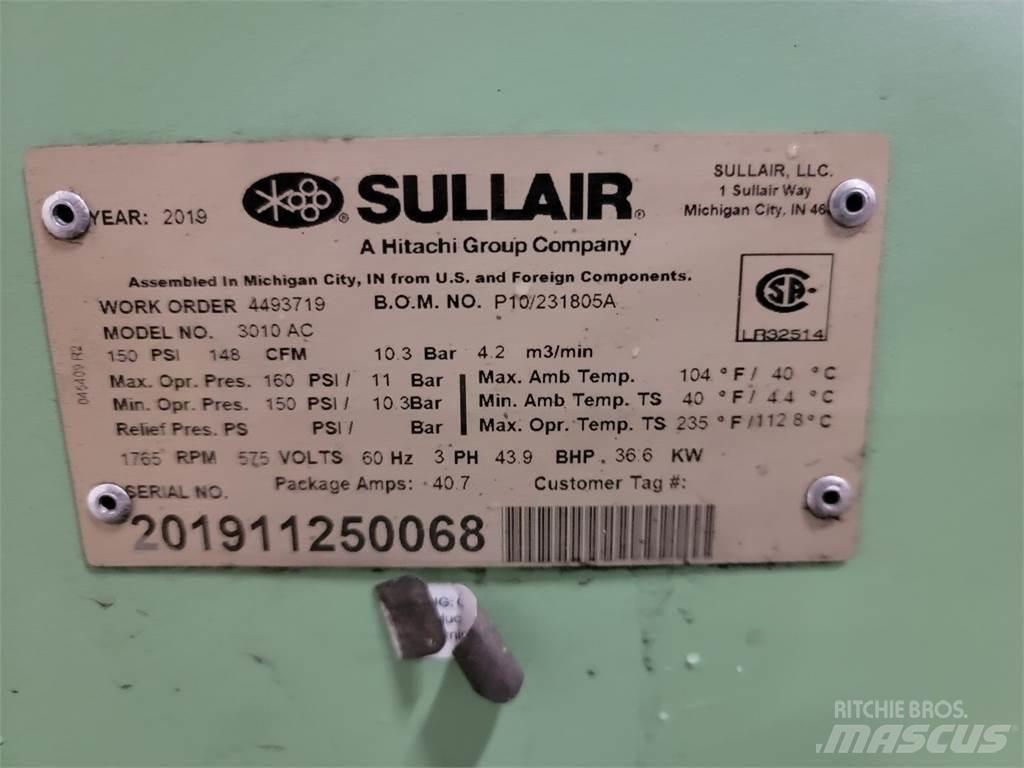 YEAR: 2019
SULLAIR®
A Hitachi Group Company
SULLAIR, LLC.
1 Sullair Way
Michigan City, IN
Assembled In Michigan City, IN from U.S. and Foreign Components.
WORK ORDER 4493719 B.O.M. NO. P10/231805A
MODEL NO. 3010 AC
150 PSI 148 CFM 10.3 Bar 4.2 m3/min
CSA
LR32514
Max. Opr. Pres. 160 PSI / 11 Bar Max. Amb Temp. 104 °F/ 40 °C
Min. Opr. Pres. 150 PSI / 10.3Bar Min. Amb Temp. TS 40 °F/ 4.4 °C
Relief Pres. PS PSI / Bar Max. Opr. Temp. TS 235 °F/112.8°C
1765 RPM 575 VOLTS 60 Hz 3 PH 43.9 BHP . 36.6 KW
SERIAL NO. Package Amps: 40.7 Customer Tag #:
201911250068
045409 R2
RITCHIE BROS.
MASCUS